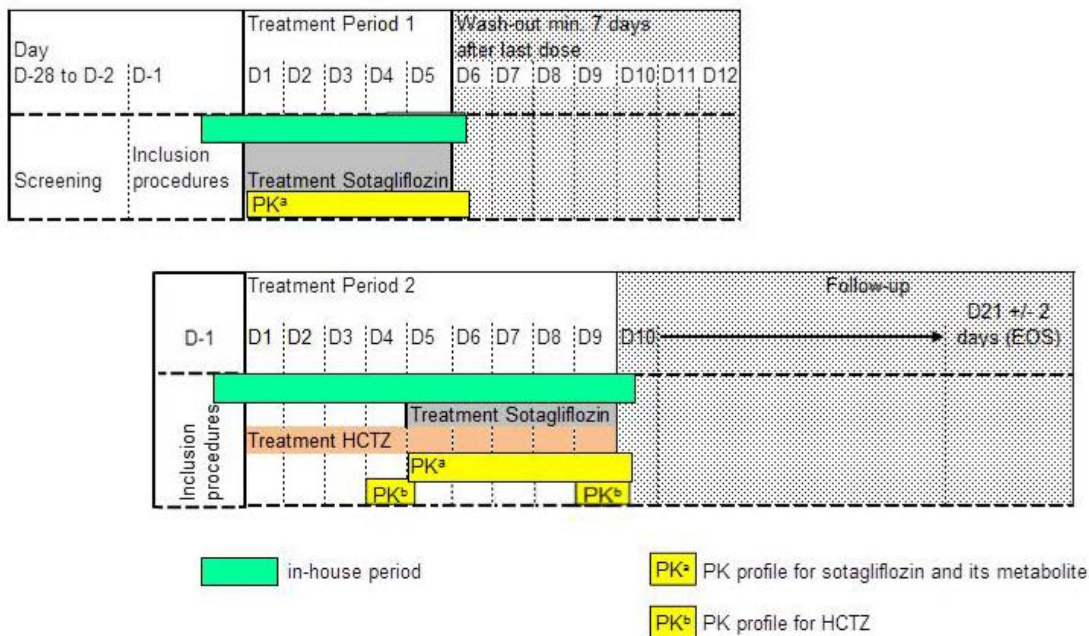 Treatment Period 1
Wash-out min. 7 days
after last dose
Day
D-28 to D-2 D-1 D1 D2 D3 D4 D5 D6 D7 D8 D9 D10 D11 D12
Screening
Inclusion
procedures
Treatment Sotagliflozin
PKᵃ
Treatment Period 2
Follow-up
D-1 D1 D2 D3 D4 D5 D6 D7 D8 D9 D10
D21 +/- 2
days (EOS)
Inclusion
procedures
Treatment Sotagliflozin
Treatment HCTZ
PKᵃ
PKᵇ PKᵇ
in-house period
PKᵃ PK profile for sotagliflozin and its metabolite
PKᵇ PK profile for HCTZ